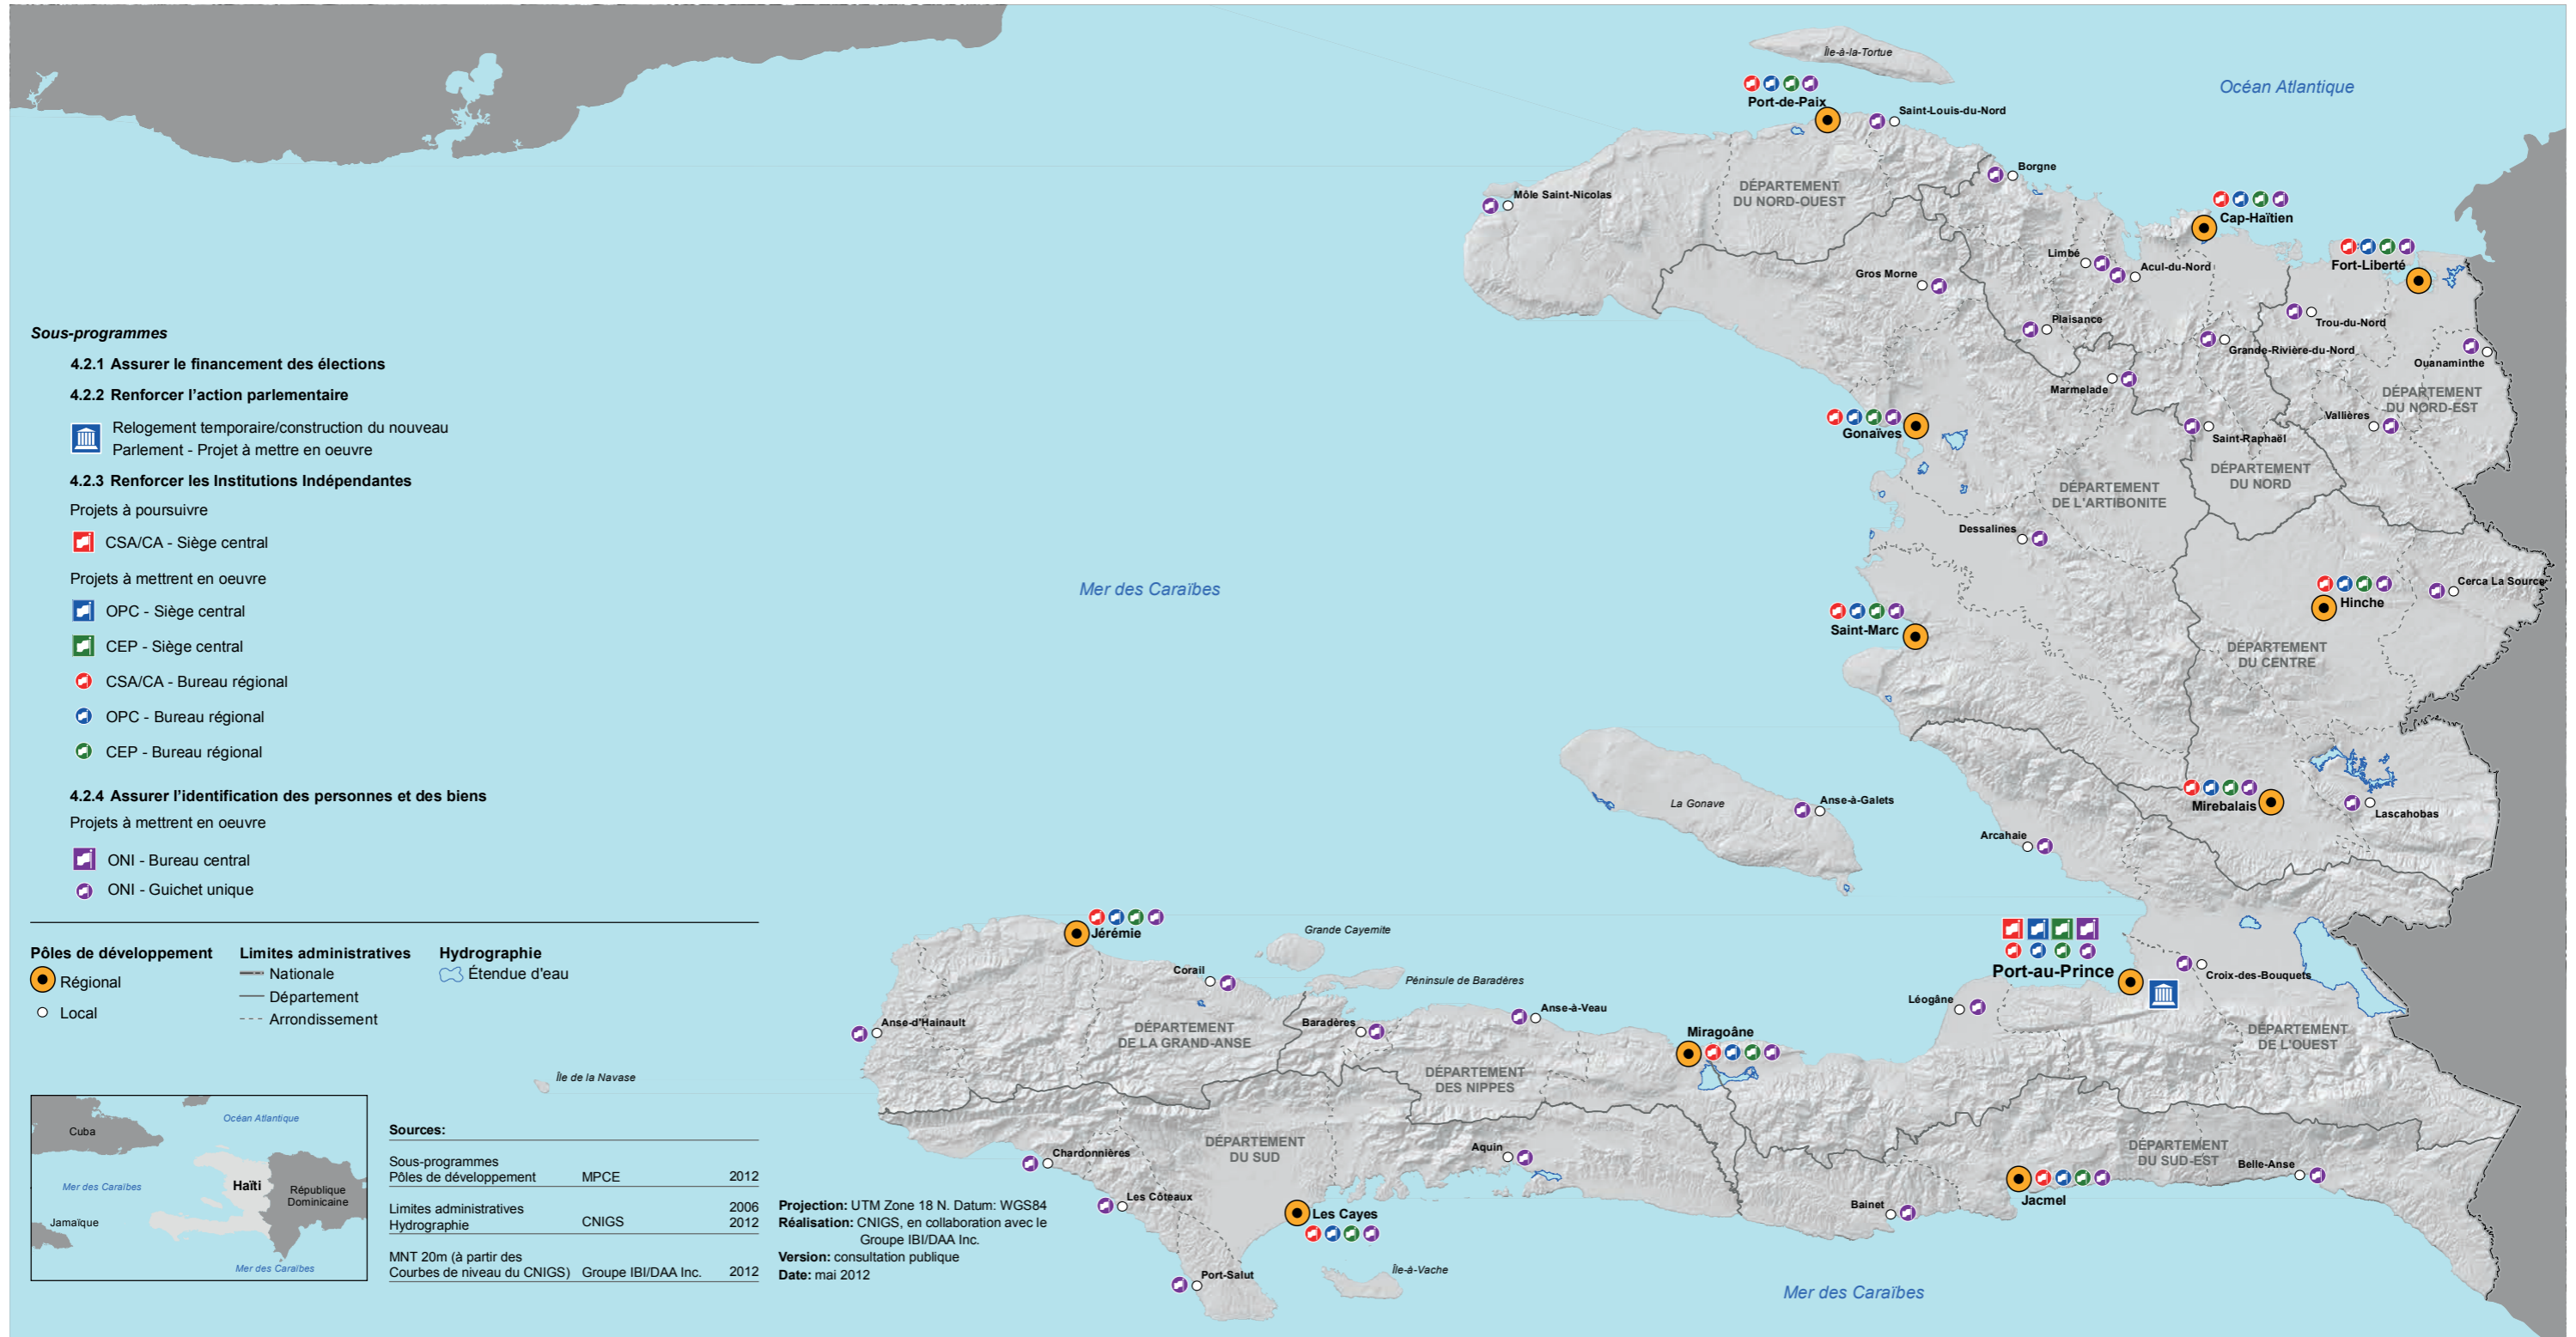 Île-à-la-Tortue
Océan Atlantique
Port-de-Paix
Saint-Louis-du-Nord
Borgne
DÉPARTEMENT
DU NORD-OUEST
Môle Saint-Nicolas
Cap-Haïtien
Limbé
Acul-du-Nord
Fort-Liberté
Gros Morne
Plaisance
Trou-du-Nord
Grande-Rivière-du-Nord
Ouanaminthe
Marmelade
DÉPARTEMENT
DU NORD-EST
Vallières
Gonaïves
Saint-Raphaël
DÉPARTEMENT
DU NORD
DÉPARTEMENT
DE L'ARTIBONITE
Dessalines
Cerca La Source
Hinche
Mer des Caraïbes
Saint-Marc
DÉPARTEMENT
DU CENTRE
La Gonave
Anse-à-Galets
Mirebalais
Lascahobas
Arcahaie
Sous-programmes
4.2.1 Assurer le financement des élections
4.2.2 Renforcer l'action parlementaire
Relogement temporaire/construction du nouveau
Parlement - Projet à mettre en oeuvre
4.2.3 Renforcer les Institutions Indépendantes
Projets à poursuivre
CSA/CA - Siège central
Projets à mettrent en oeuvre
OPC - Siège central
CEP - Siège central
CSA/CA - Bureau régional
OPC - Bureau régional
CEP - Bureau régional
4.2.4 Assurer l'identification des personnes et des biens
Projets à mettrent en oeuvre
ONI - Bureau central
ONI - Guichet unique
Pôles de développement
Régional
Local
Limites administratives
Nationale
Département
Arrondissement
Hydrographie
Étendue d'eau
Jérémie
Grande Cayemite
Corail
Péninsule de Baradères
Port-au-Prince
Croix-des-Bouquets
Léogâne
Anse-d'Hainault
DÉPARTEMENT
DE LA GRAND-ANSE
Baradères
Anse-à-Veau
Miragoâne
DÉPARTEMENT
DE L'OUEST
Île de la Navase
DÉPARTEMENT
DES NIPPES
Chardonnières
DÉPARTEMENT
DU SUD
Aquin
DÉPARTEMENT
DU SUD-EST
Belle-Anse
Les Côteaux
Les Cayes
Bainet
Jacmel
Port-Salut
Île-à-Vache
Mer des Caraïbes
Océan Atlantique
Cuba
Mer des Caraïbes
Haïti
République
Dominicaine
Jamaïque
Mer des Caraïbes
Sources:
Sous-programmes
Pôles de développement MPCE 2012
Limites administratives 2006
Hydrographie CNIGS 2012
MNT 20m (à partir des
Courbes de niveau du CNIGS) Groupe IBI/DAA Inc. 2012
Projection: UTM Zone 18 N. Datum: WGS84
Réalisation: CNIGS, en collaboration avec le
Groupe IBI/DAA Inc.
Version: consultation publique
Date: mai 2012